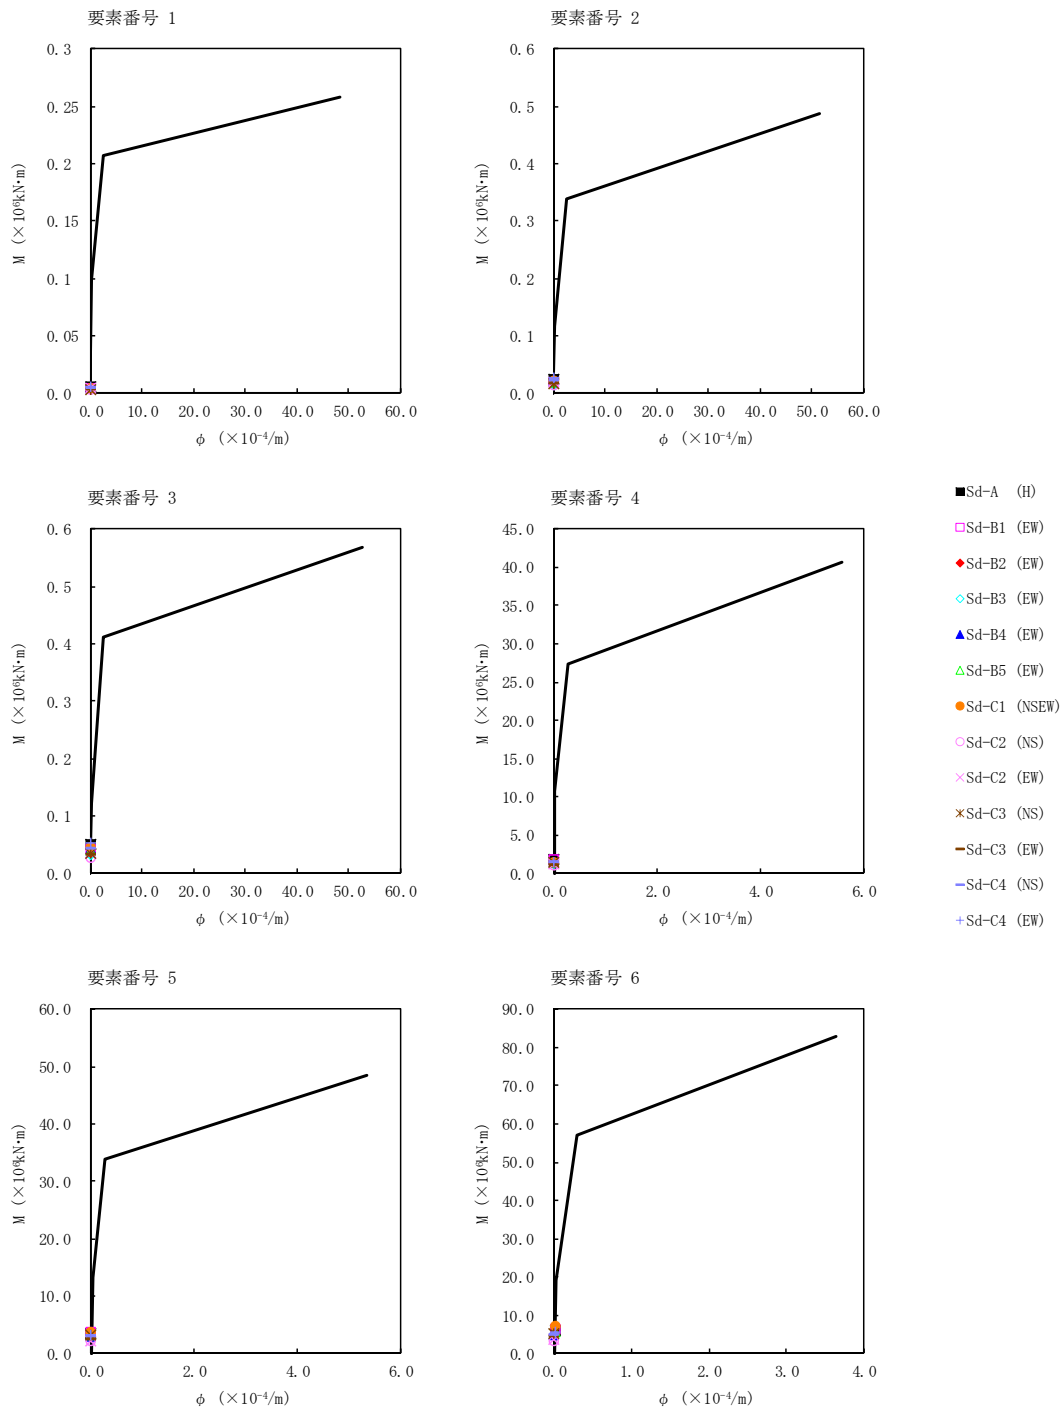 要素番号 1
0.3
0.25
0.2
0.15
0.1
0.05
0.0
M (×10⁶kN･m)
0.0 10.0 20.0 30.0 40.0 50.0 60.0
φ (×10⁻⁴/m)
要素番号 2
0.6
0.5
0.4
0.3
0.2
0.1
0.0
M (×10⁶kN･m)
0.0 10.0 20.0 30.0 40.0 50.0 60.0
φ (×10⁻⁴/m)
要素番号 3
0.6
0.5
0.4
0.3
0.2
0.1
0.0
M (×10⁶kN･m)
0.0 10.0 20.0 30.0 40.0 50.0 60.0
φ (×10⁻⁴/m)
要素番号 4
45.0
40.0
35.0
30.0
25.0
20.0
15.0
10.0
5.0
0.0
M (×10⁶kN･m)
0.0 2.0 4.0 6.0
φ (×10⁻⁴/m)
Sd-A (H)
Sd-B1 (EW)
Sd-B2 (EW)
Sd-B3 (EW)
Sd-B4 (EW)
Sd-B5 (EW)
Sd-C1 (NSEW)
Sd-C2 (NS)
Sd-C2 (EW)
Sd-C3 (NS)
Sd-C3 (EW)
Sd-C4 (NS)
Sd-C4 (EW)
要素番号 5
60.0
50.0
40.0
30.0
20.0
10.0
0.0
M (×10⁶kN･m)
0.0 2.0 4.0 6.0
φ (×10⁻⁴/m)
要素番号 6
90.0
80.0
70.0
60.0
50.0
40.0
30.0
20.0
10.0
0.0
M (×10⁶kN･m)
0.0 1.0 2.0 3.0 4.0
φ (×10⁻⁴/m)